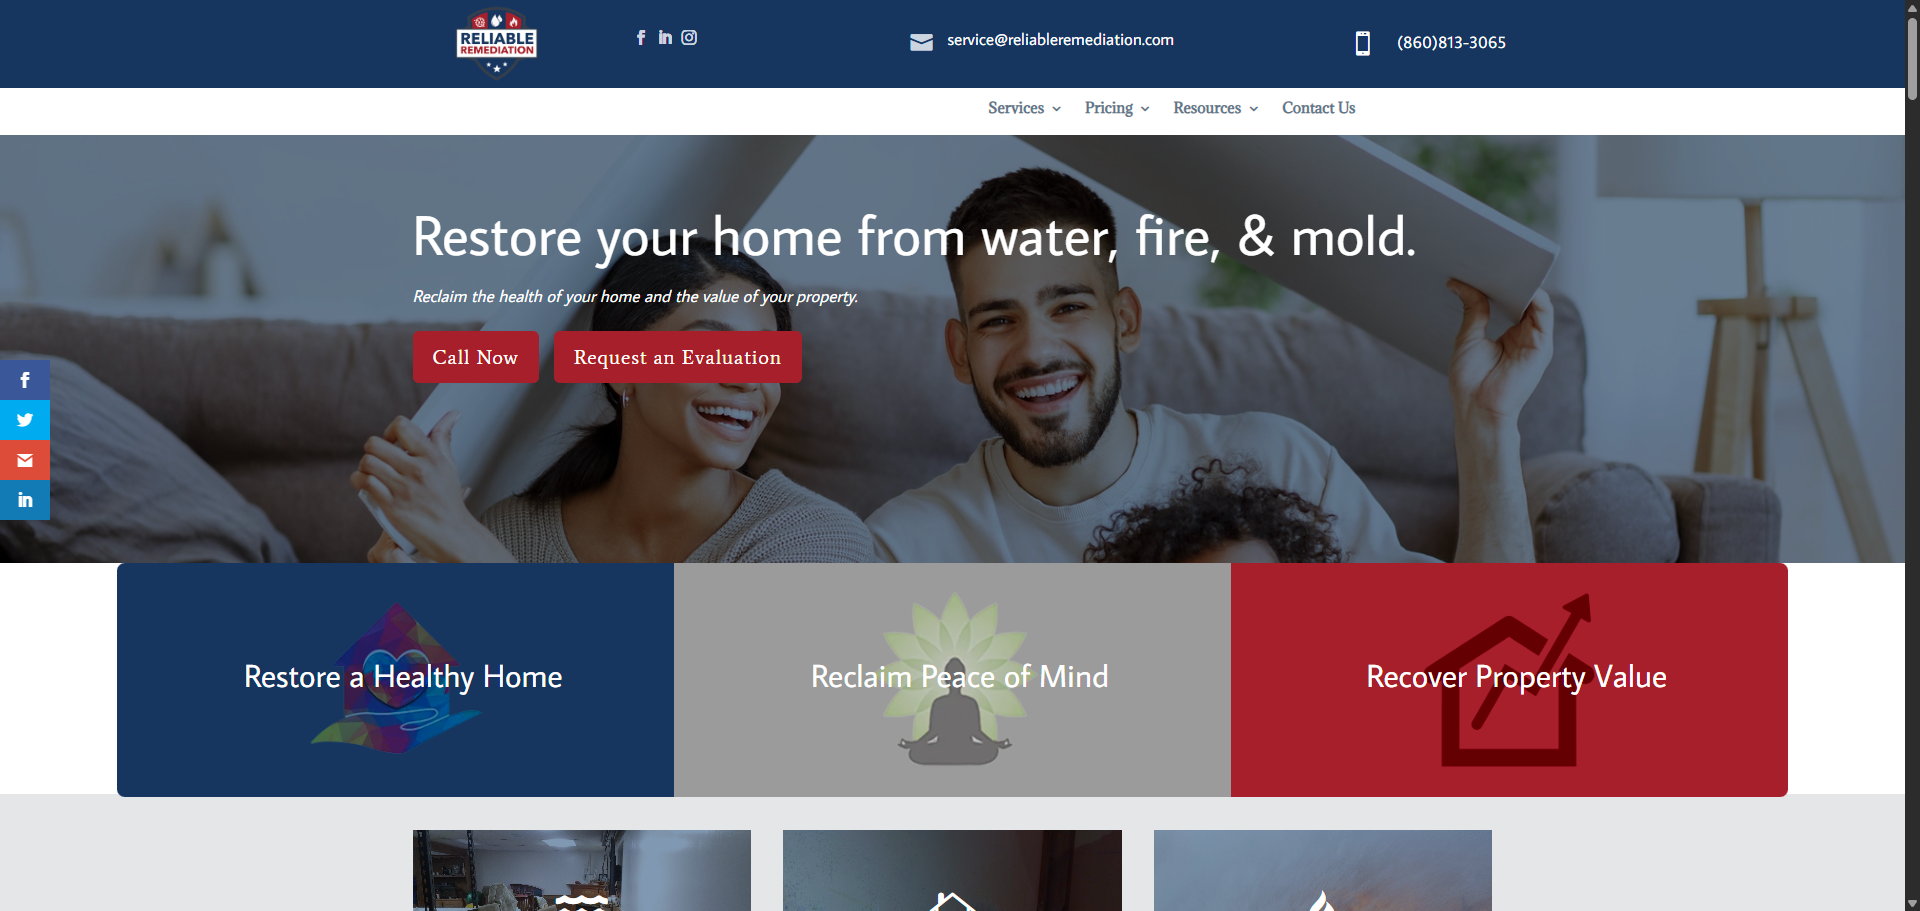 RELIABLE
REMEDIATION
service@reliableremediation.com
(860)813-3065
Services
Pricing
Resources
Contact Us
Restore your home from water, fire, & mold.
Reclaim the health of your home and the value of your property.
Call Now
Request an Evaluation
Restore a Healthy Home
Reclaim Peace of Mind
Recover Property Value